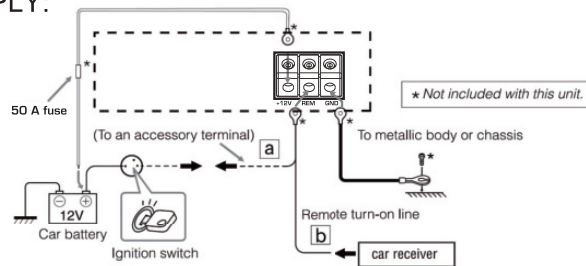 PLY:
*
*
50 A fuse
+12V REM GND
* *
* Not included with this unit.
(To an accessory terminal)
a
To metallic body or chassis
*
− +
12V
Car battery
Ignition switch
Remote turn-on line
b
car receiver